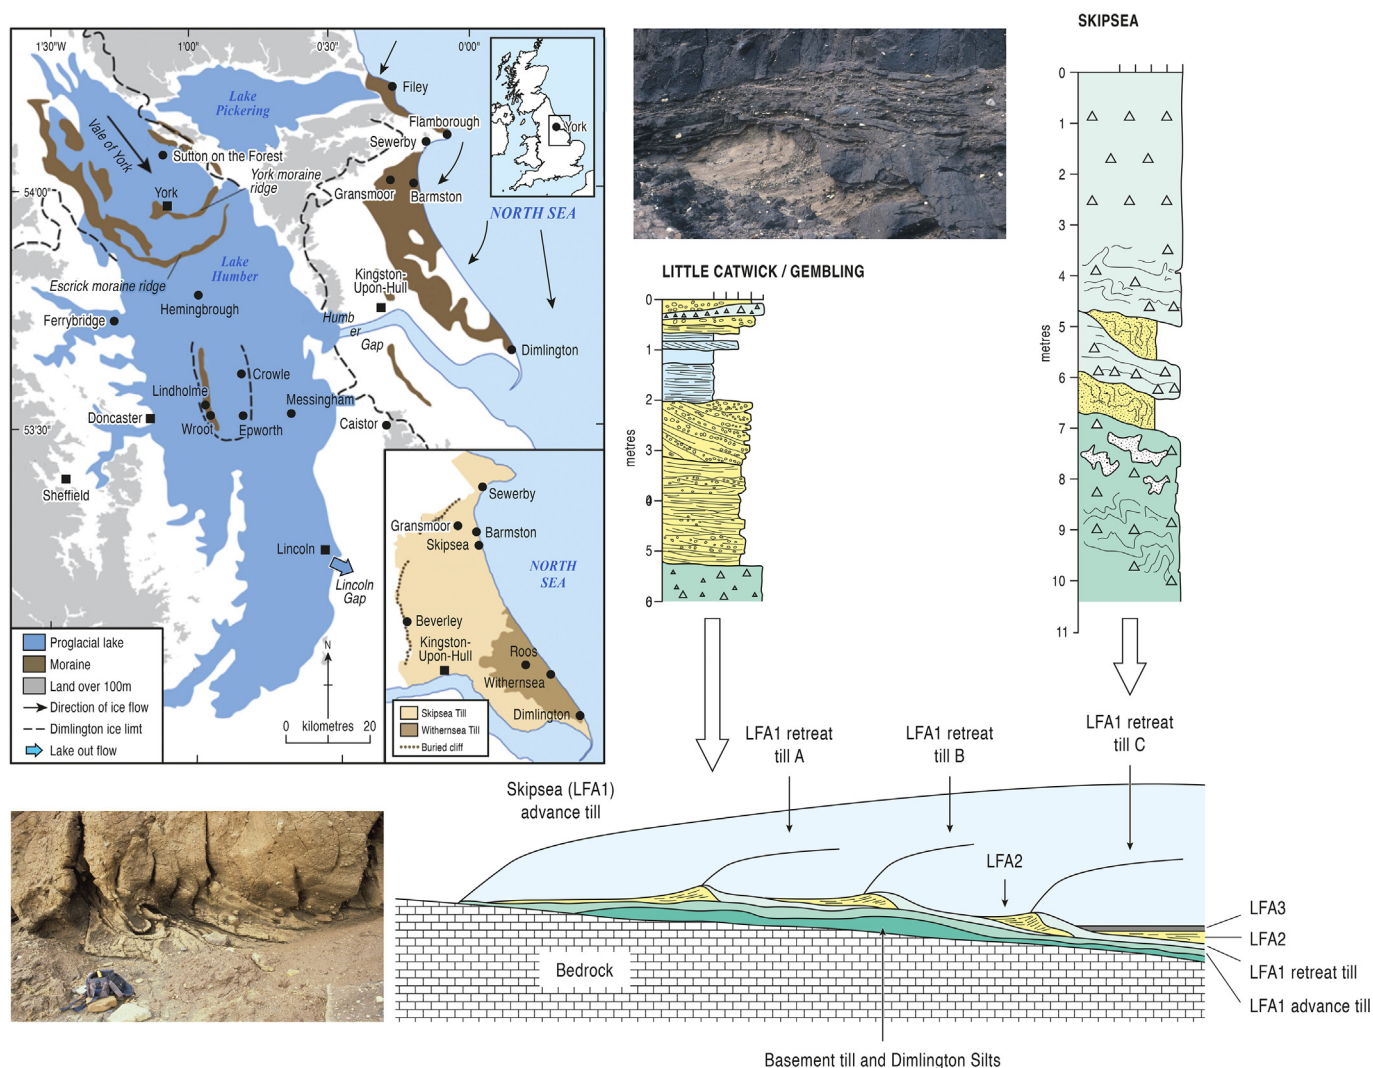 1'30"W
1'00"
0'30"
0'00"
Filey
Lake
Pickering
Flamborough
York
Sewerby
Vale of York
Sutton on the Forest
York moraine
ridge
54'00"
York
Gransmoor
Barmston
NORTH SEA
Lake
Humber
Kingston-
Upon-Hull
Escrick moraine ridge
Hemingbrough
Ferrybridge
Humb
er
Gap
Dimlington
Crowle
Lindholme
Messingham
Doncaster
Wroot
Epworth
Caistor
53'30"
Sheffield
Lincoln
Lincoln
Gap
Proglacial lake
Moraine
Land over 100m
Direction of ice flow
Dimlington ice limt
Lake out flow
N
0 kilometres 20
Sewerby
Gransmoor
Barmston
Skipsea
NORTH
SEA
Beverley
Kingston-
Upon-Hull
Roos
Withernsea
Dimlington
Skipsea Till
Withernsea Till
Buried cliff
LITTLE CATWICK / GEMBLING
metres
0
1
2
3
4
5
6
SKIPSEA
metres
0
1
2
3
4
5
6
7
8
9
10
11
Skipsea (LFA1)
advance till
LFA1 retreat
till A
LFA1 retreat
till B
LFA1 retreat
till C
LFA2
LFA3
LFA2
LFA1 retreat till
LFA1 advance till
Bedrock
Basement till and Dimlington Silts